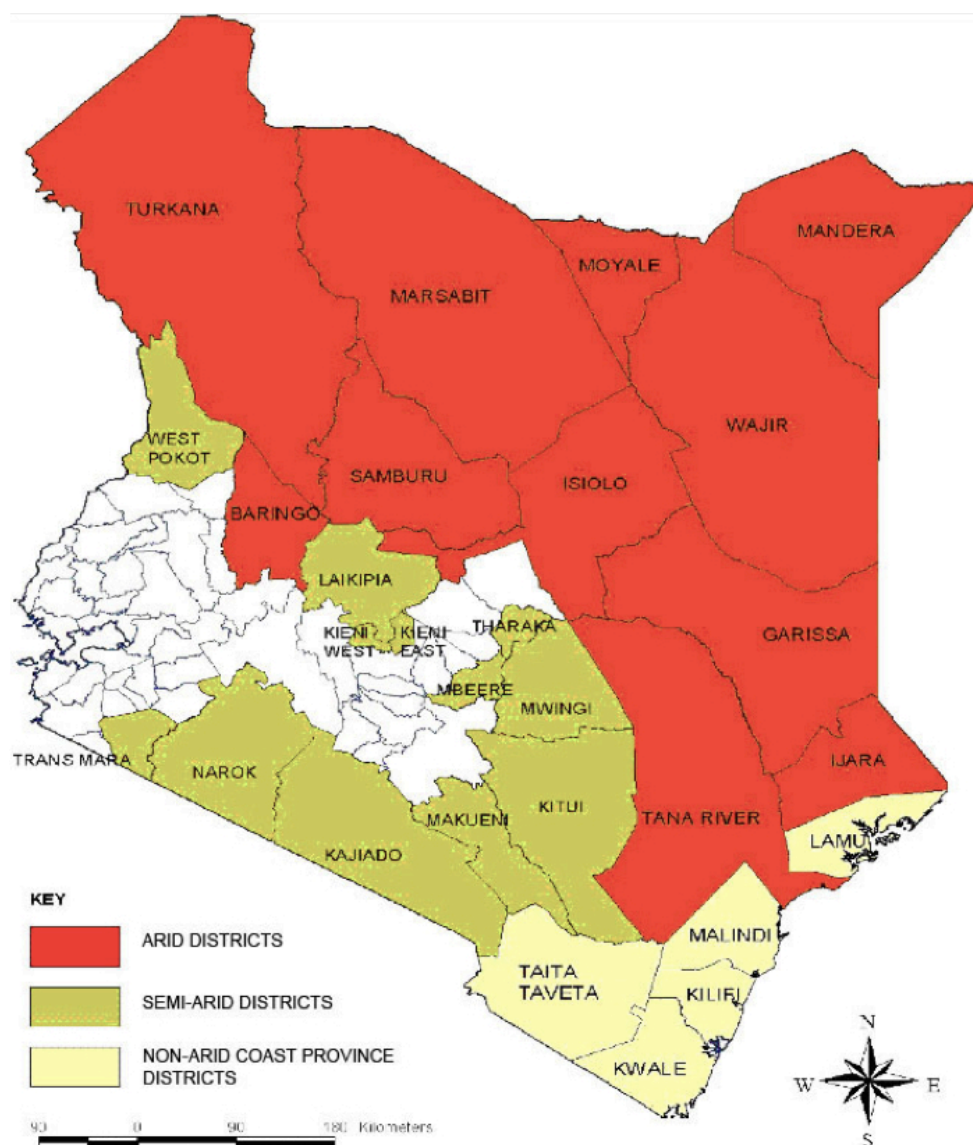 TURKANA
MANDERA
MOYALE
MARSABIT
WAJIR
WEST
POKOT
SAMBURU
ISIOLO
BARINGO
LAIKIPIA
KIENI
WEST
KIENI
EAST
THARAKA
GARISSA
MBEERE
MWINGI
TRANS MARA
NAROK
IJARA
KITUI
MAKUENI
TANA RIVER
LAMU
KAJIADO
MALINDI
TAITA
TAVETA
KILIFI
KWALE
KEY
ARID DISTRICTS
SEMI-ARID DISTRICTS
NON-ARID COAST PROVINCE
DISTRICTS
N
W
E
S
90 0 90 180 Kilometers